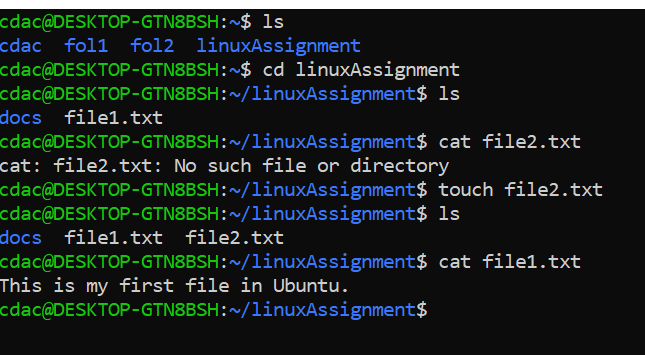 cdac@DESKTOP-GTN8BSH:~$ ls
cdac  fol1  fol2  linuxAssignment
cdac@DESKTOP-GTN8BSH:~$ cd linuxAssignment
cdac@DESKTOP-GTN8BSH:~/linuxAssignment$ ls
docs  file1.txt
cdac@DESKTOP-GTN8BSH:~/linuxAssignment$ cat file2.txt
cat: file2.txt: No such file or directory
cdac@DESKTOP-GTN8BSH:~/linuxAssignment$ touch file2.txt
cdac@DESKTOP-GTN8BSH:~/linuxAssignment$ ls
docs  file1.txt  file2.txt
cdac@DESKTOP-GTN8BSH:~/linuxAssignment$ cat file1.txt
This is my first file in Ubuntu.
cdac@DESKTOP-GTN8BSH:~/linuxAssignment$